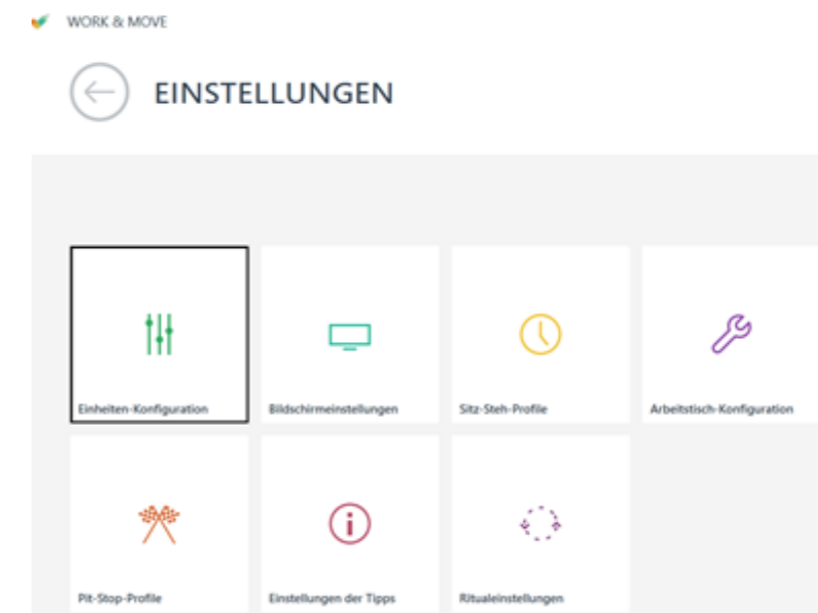 WORK & MOVE
EINSTELLUNGEN
Einheiten-Konfiguration
Bildschirmeinstellungen
Sitz-Steh-Profile
Arbeitstisch-Konfiguration
Pit-Stop-Profile
Einstellungen der Tipps
Ritualeinstellungen